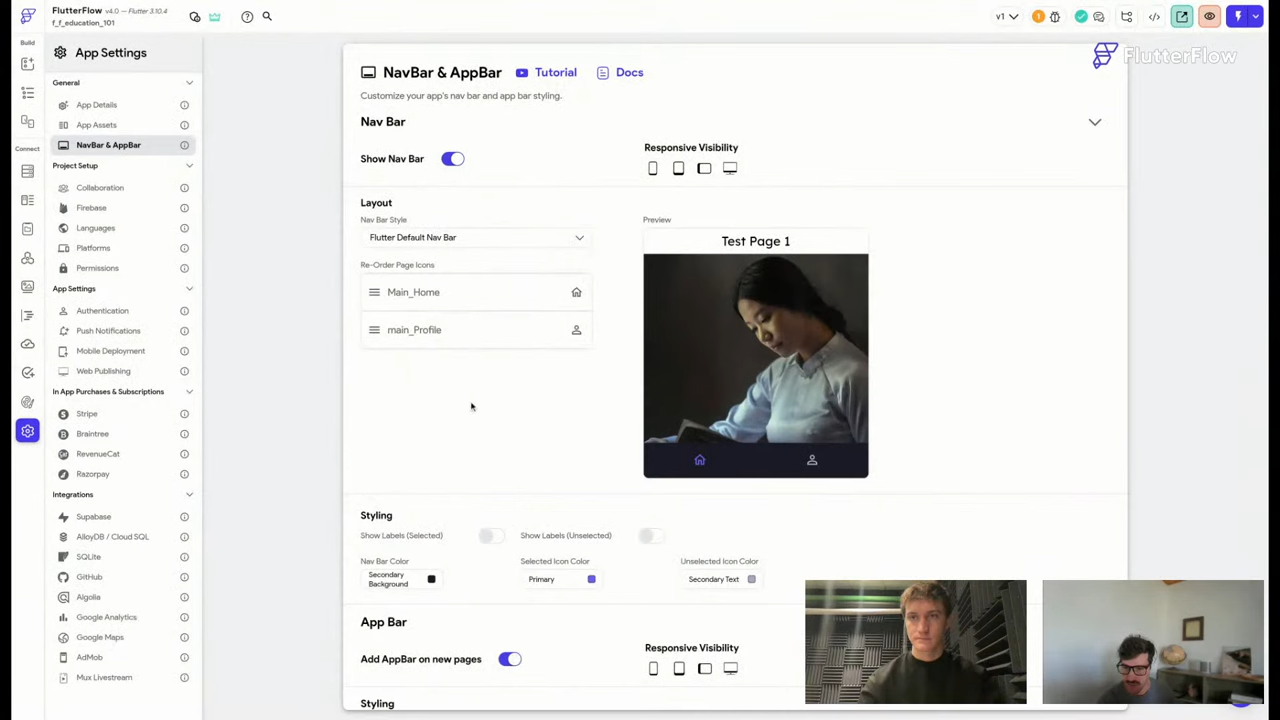 FlutterFlow v4.0 – Flutter 3.10.4
f_f_education_101
v1
1
FlutterFlow
Build
Connect
App Settings
General
App Details
App Assets
NavBar & AppBar
Project Setup
Collaboration
Firebase
Languages
Platforms
Permissions
App Settings
Authentication
Push Notifications
Mobile Deployment
Web Publishing
In App Purchases & Subscriptions
Stripe
Braintree
RevenueCat
Razorpay
Integrations
Supabase
AlloyDB / Cloud SQL
SQLite
GitHub
Algolia
Google Analytics
Google Maps
AdMob
Mux Livestream
NavBar & AppBar
Tutorial
Docs
Customize your app's nav bar and app bar styling.
Nav Bar
Show Nav Bar
Responsive Visibility
Layout
Nav Bar Style
Flutter Default Nav Bar
Re-Order Page Icons
Main_Home
main_Profile
Preview
Test Page 1
Styling
Show Labels (Selected)
Show Labels (Unselected)
Nav Bar Color
Secondary
Background
Selected Icon Color
Primary
Unselected Icon Color
Secondary Text
App Bar
Add AppBar on new pages
Responsive Visibility
Styling